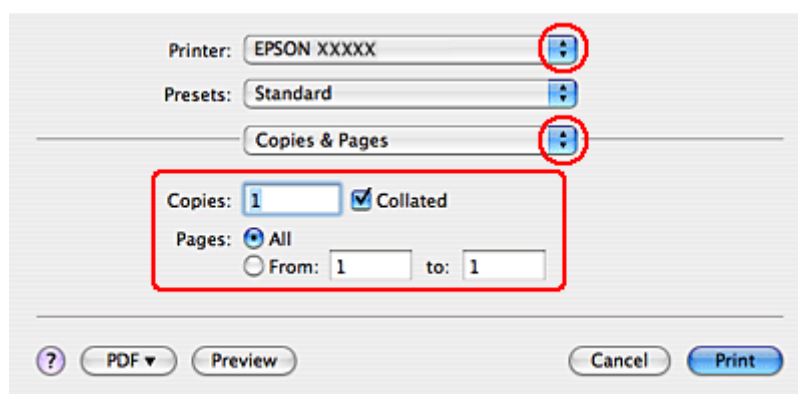 Printer: EPSON XXXXX
Presets: Standard
Copies & Pages
Copies: 1 Collated
Pages: All
From: 1 to: 1
? PDF ▼ Preview Cancel Print